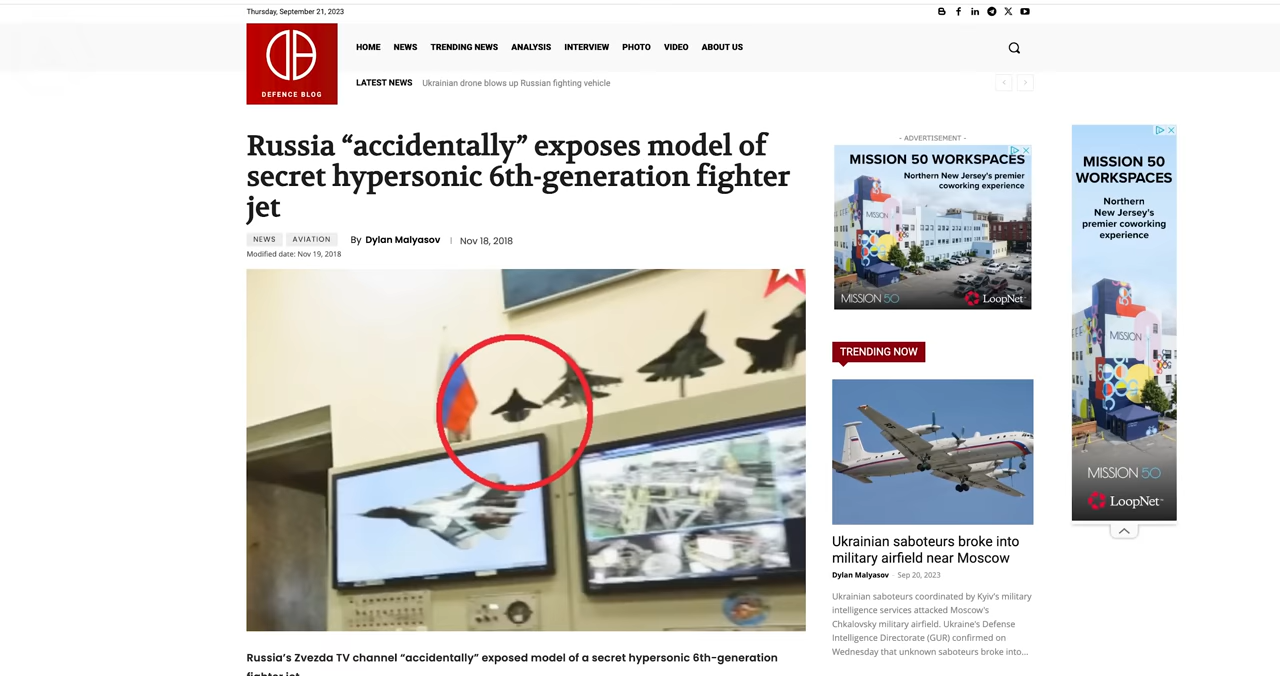 Thursday, September 21, 2023
DEFENCE BLOG
HOME NEWS TRENDING NEWS ANALYSIS INTERVIEW PHOTO VIDEO ABOUT US
LATEST NEWS Ukrainian drone blows up Russian fighting vehicle
Russia “accidentally” exposes model of
secret hypersonic 6th-generation fighter
jet
NEWS AVIATION By Dylan Malyasov Nov 18, 2018
Modified date: Nov 19, 2018
Russia’s Zvezda TV channel “accidentally” exposed model of a secret hypersonic 6th-generation
fighter jet
- ADVERTISEMENT -
MISSION 50 WORKSPACES
Northern New Jersey's premier
coworking experience
MISSION
MISSION 50
LoopNet™
TRENDING NOW
Ukrainian saboteurs broke into
military airfield near Moscow
Dylan Malyasov - Sep 20, 2023
Ukrainian saboteurs coordinated by Kyiv’s military
intelligence services attacked Moscow’s
Chkalovsky military airfield. Ukraine’s Defense
Intelligence Directorate (GUR) confirmed on
Wednesday that unknown saboteurs broke into...
MISSION 50
WORKSPACES
Northern
New Jersey's
premier coworking
experience
MISSION
MISSION 50
LoopNet™